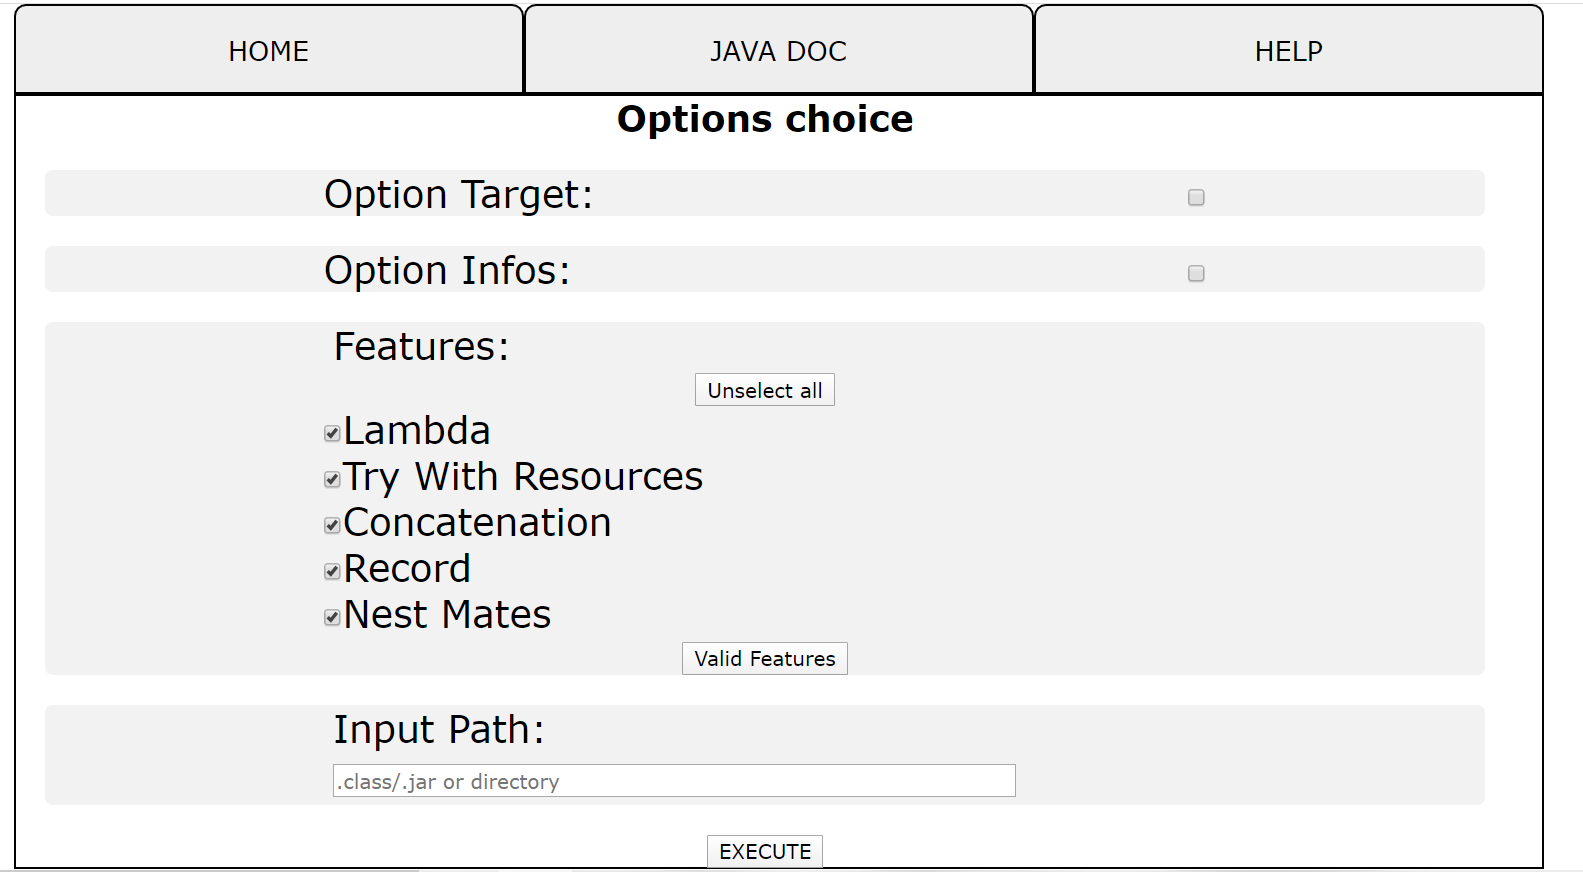 HOME JAVA DOC HELP
Options choice
Option Target:
Option Infos:
Features:
Unselect all
Lambda
Try With Resources
Concatenation
Record
Nest Mates
Valid Features
Input Path:
.class/.jar or directory
EXECUTE